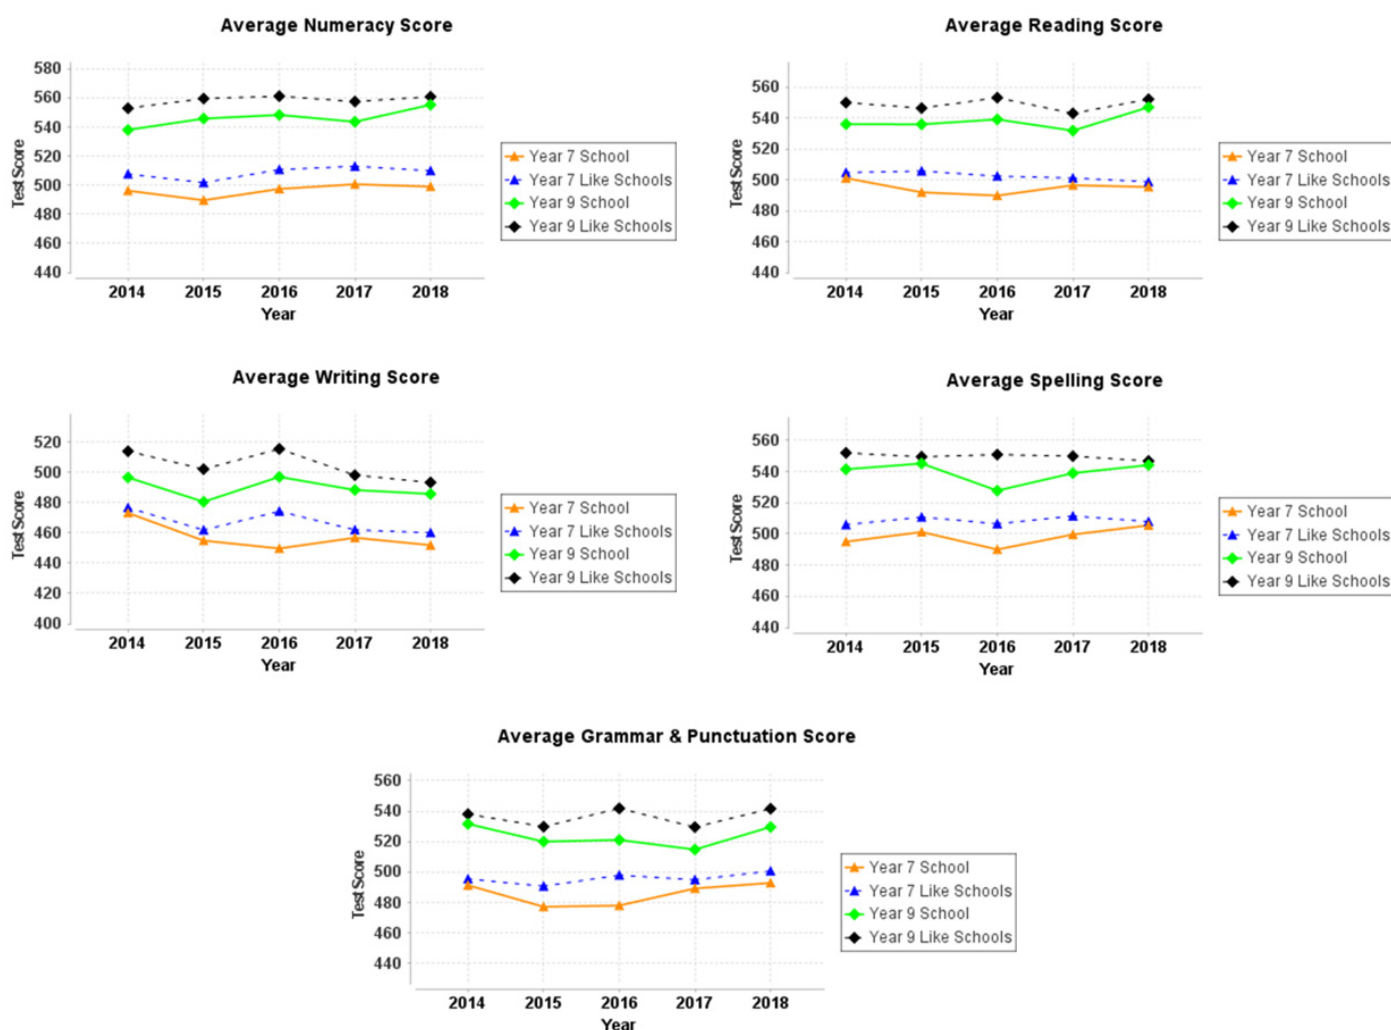 Average Numeracy Score
580
560
540
520
500
480
460
440
Test Score
2014 2015 2016 2017 2018
Year
Year 7 School
Year 7 Like Schools
Year 9 School
Year 9 Like Schools
Average Reading Score
560
540
520
500
480
460
440
Test Score
2014 2015 2016 2017 2018
Year
Year 7 School
Year 7 Like Schools
Year 9 School
Year 9 Like Schools
Average Writing Score
520
500
480
460
440
420
400
Test Score
2014 2015 2016 2017 2018
Year
Year 7 School
Year 7 Like Schools
Year 9 School
Year 9 Like Schools
Average Spelling Score
560
540
520
500
480
460
440
Test Score
2014 2015 2016 2017 2018
Year
Year 7 School
Year 7 Like Schools
Year 9 School
Year 9 Like Schools
Average Grammar & Punctuation Score
560
540
520
500
480
460
440
Test Score
2014 2015 2016 2017 2018
Year
Year 7 School
Year 7 Like Schools
Year 9 School
Year 9 Like Schools